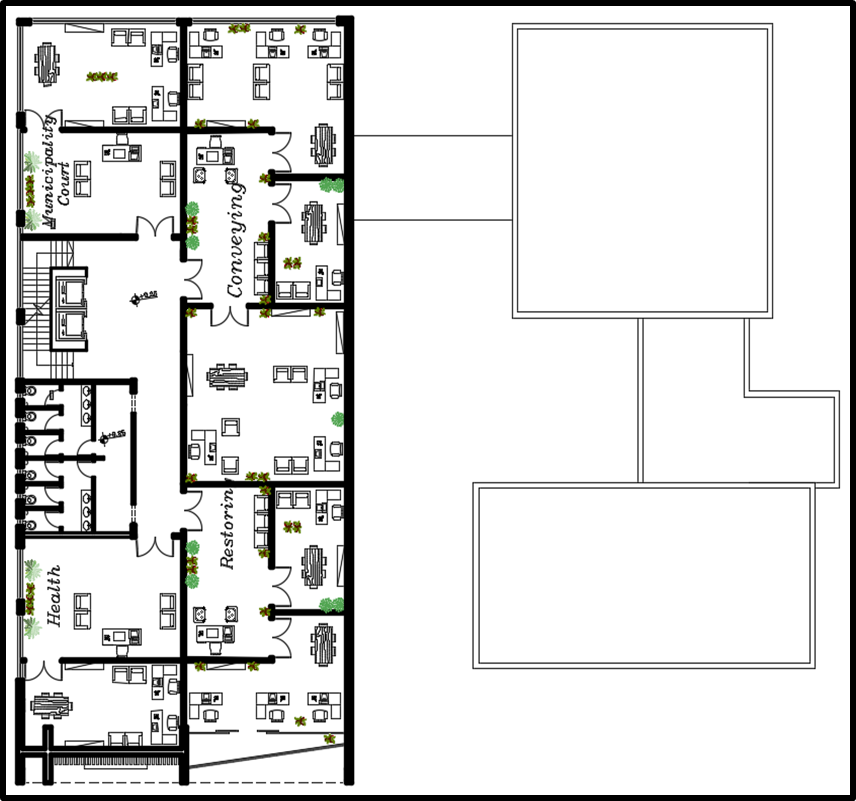 Municipality
Court
Conveying
Restoring
Health